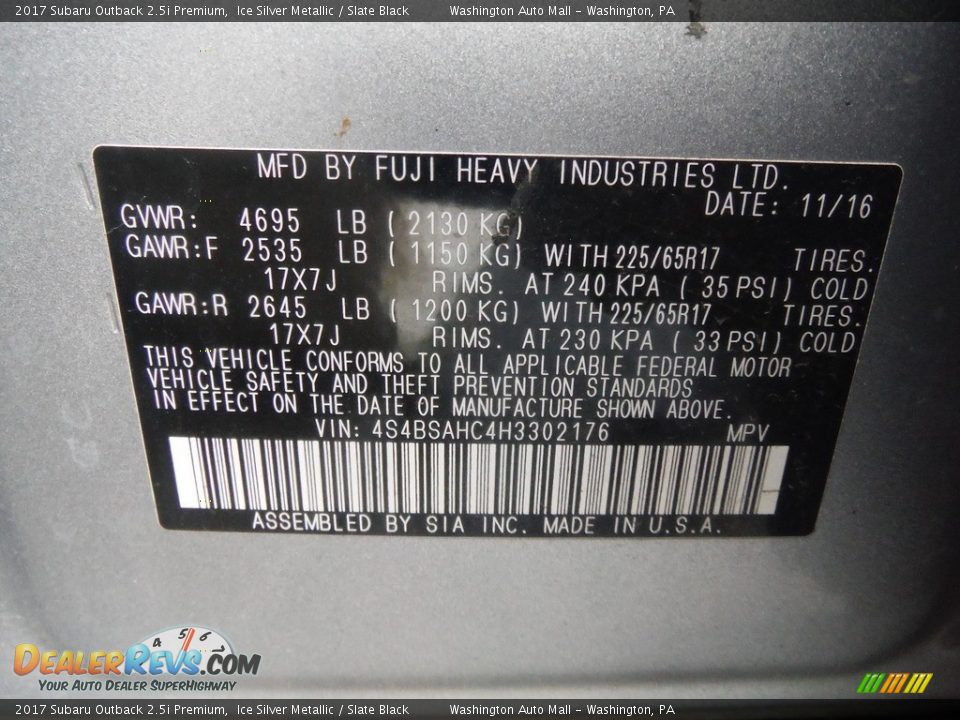 2017 Subaru Outback 2.5i Premium,  Ice Silver Metallic / Slate Black     Washington Auto Mall - Washington, PA
MFD BY FUJI HEAVY INDUSTRIES LTD.
DATE: 11/16
GVWR: 4695 LB ( 2130 KG)
GAWR:F 2535 LB ( 1150 KG) WITH 225/65R17 TIRES.
17X7J RIMS. AT 240 KPA ( 35 PSI) COLD
GAWR:R 2645 LB ( 1200 KG) WITH 225/65R17 TIRES.
17X7J RIMS. AT 230 KPA ( 33 PSI) COLD
THIS VEHICLE CONFORMS TO ALL APPLICABLE FEDERAL MOTOR
VEHICLE SAFETY AND THEFT PREVENTION STANDARDS
IN EFFECT ON THE DATE OF MANUFACTURE SHOWN ABOVE.
VIN: 4S4BSAHC4H3302176 MPV
ASSEMBLED BY SIA INC. MADE IN U.S.A.
4 5 6 7
DEALERREVS.COM
YOUR AUTO DEALER SUPERHIGHWAY
2017 Subaru Outback 2.5i Premium,  Ice Silver Metallic / Slate Black     Washington Auto Mall - Washington, PA